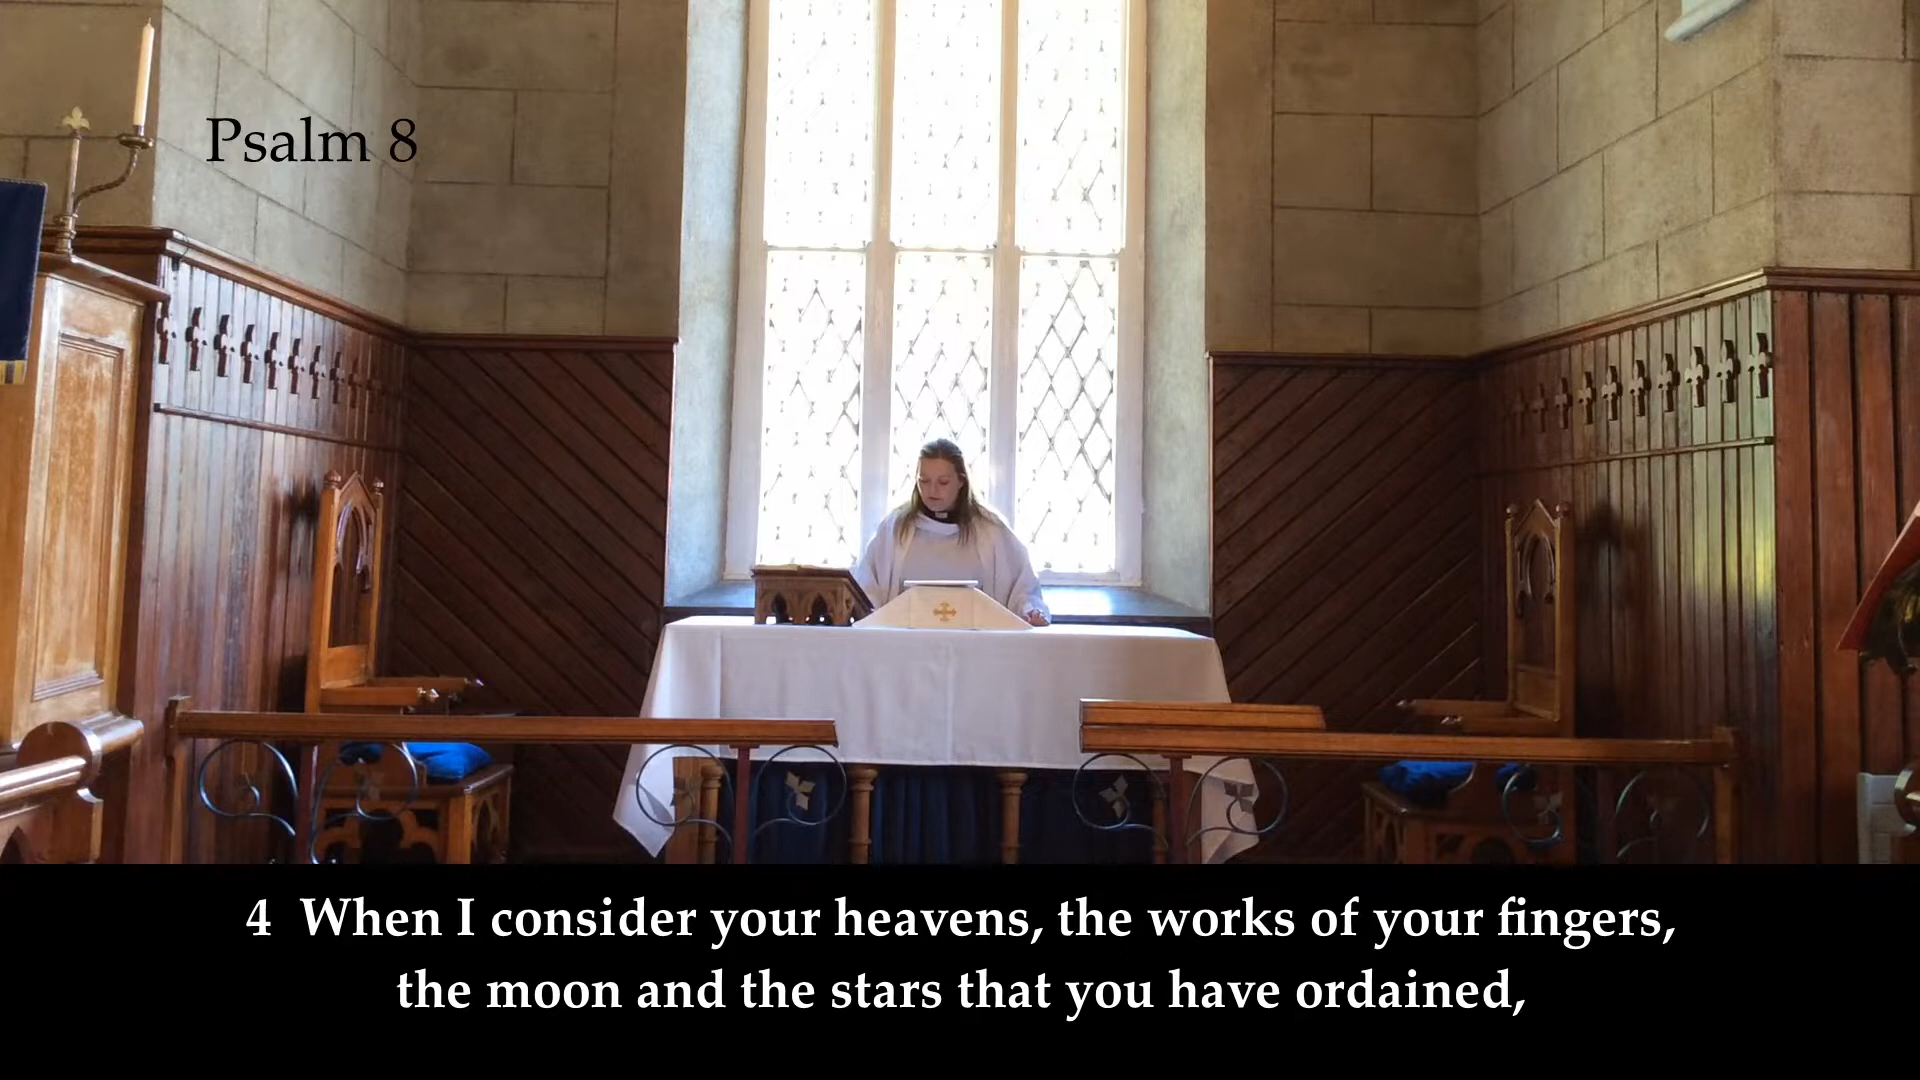 Psalm 8
4 When I consider your heavens, the works of your fingers,
the moon and the stars that you have ordained,